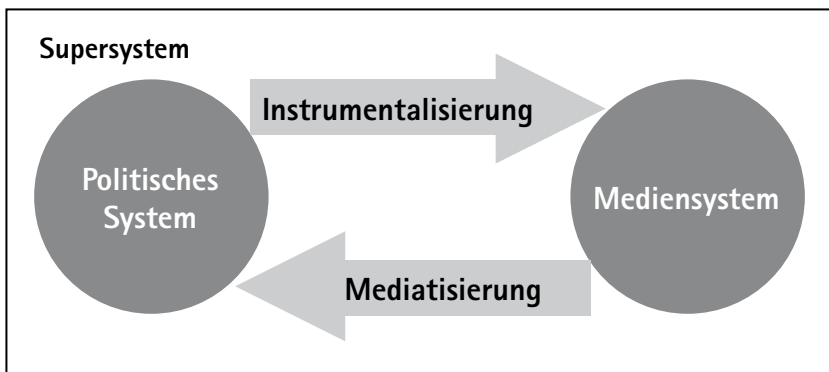 Supersystem
Instrumentalisierung
Politisches
System
Mediensystem
Mediatisierung